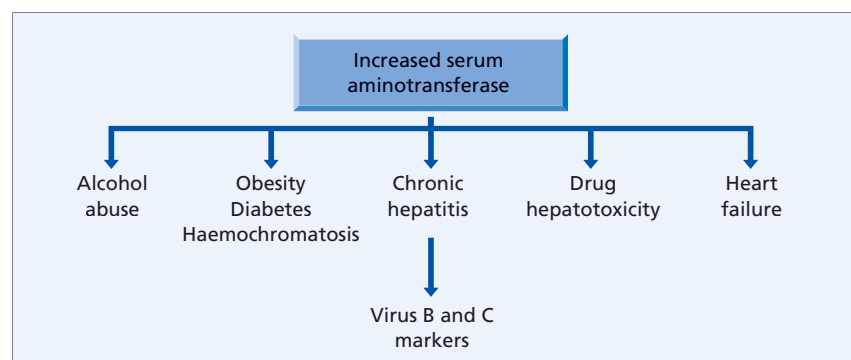 Increased serum
aminotransferase
Alcohol
abuse
Obesity
Diabetes
Haemochromatosis
Chronic
hepatitis
Drug
hepatotoxicity
Heart
failure
Virus B and C
markers